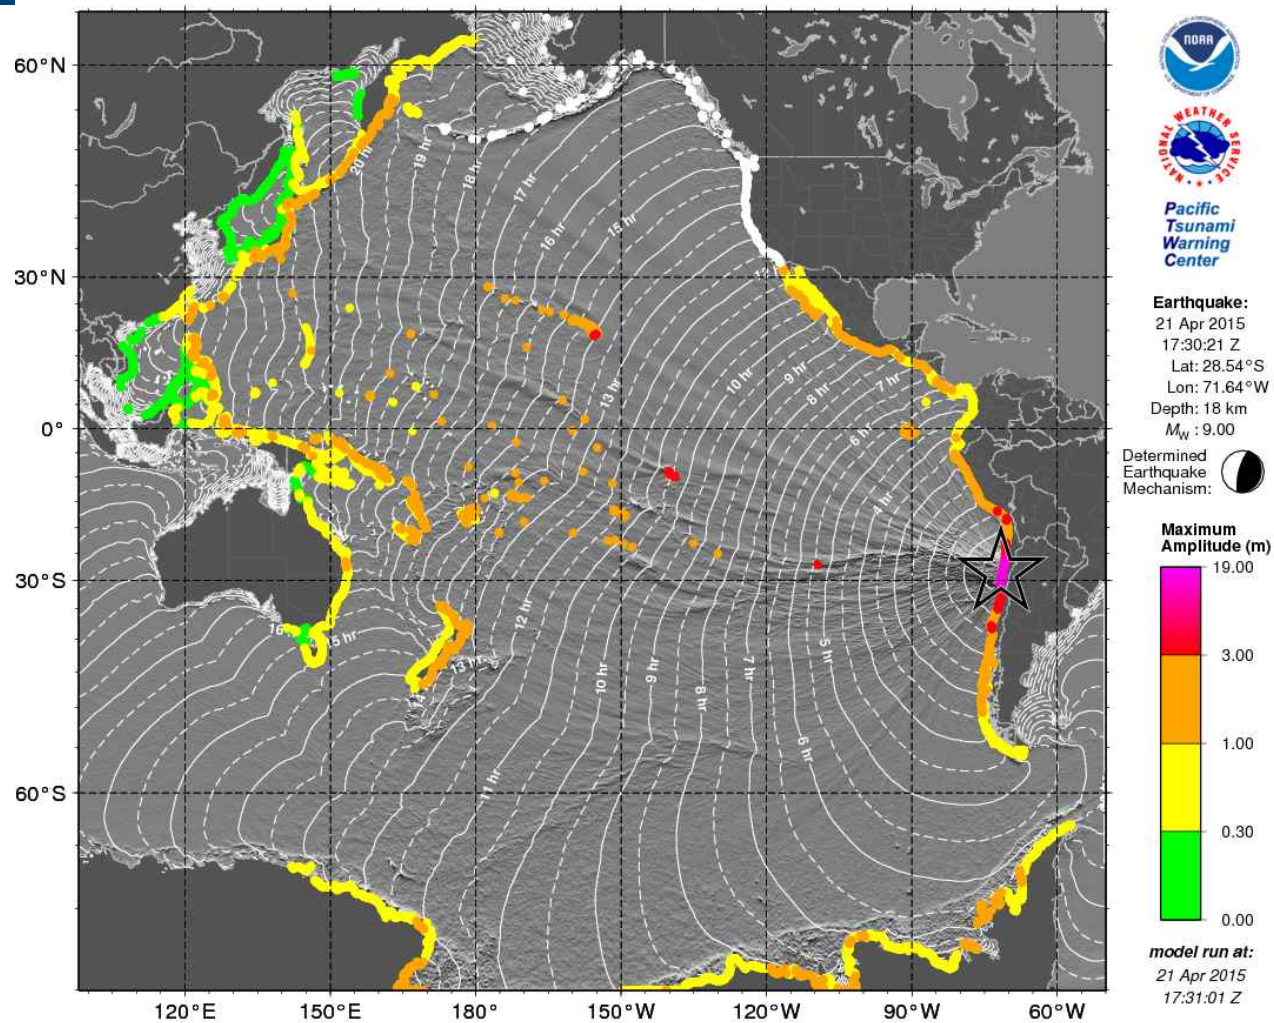 60°N
30°N
0°
30°S
60°S
120°E
150°E
180°
150°W
120°W
90°W
60°W
20 hr
19 hr
18 hr
17 hr
16 hr
15 hr
13 hr
10 hr
9 hr
8 hr
7 hr
6 hr
4 hr
15 hr
13 hr
12 hr
11 hr
10 hr
9 hr
8 hr
7 hr
6 hr
5 hr
NOAA
NATIONAL WEATHER SERVICE
Pacific
Tsunami
Warning
Center
Earthquake:
21 Apr 2015
17:30:21 Z
Lat: 28.54°S
Lon: 71.64°W
Depth: 18 km
Mw : 9.00
Determined
Earthquake
Mechanism:
Maximum
Amplitude (m)
19.00
3.00
1.00
0.30
0.00
model run at:
21 Apr 2015
17:31:01 Z